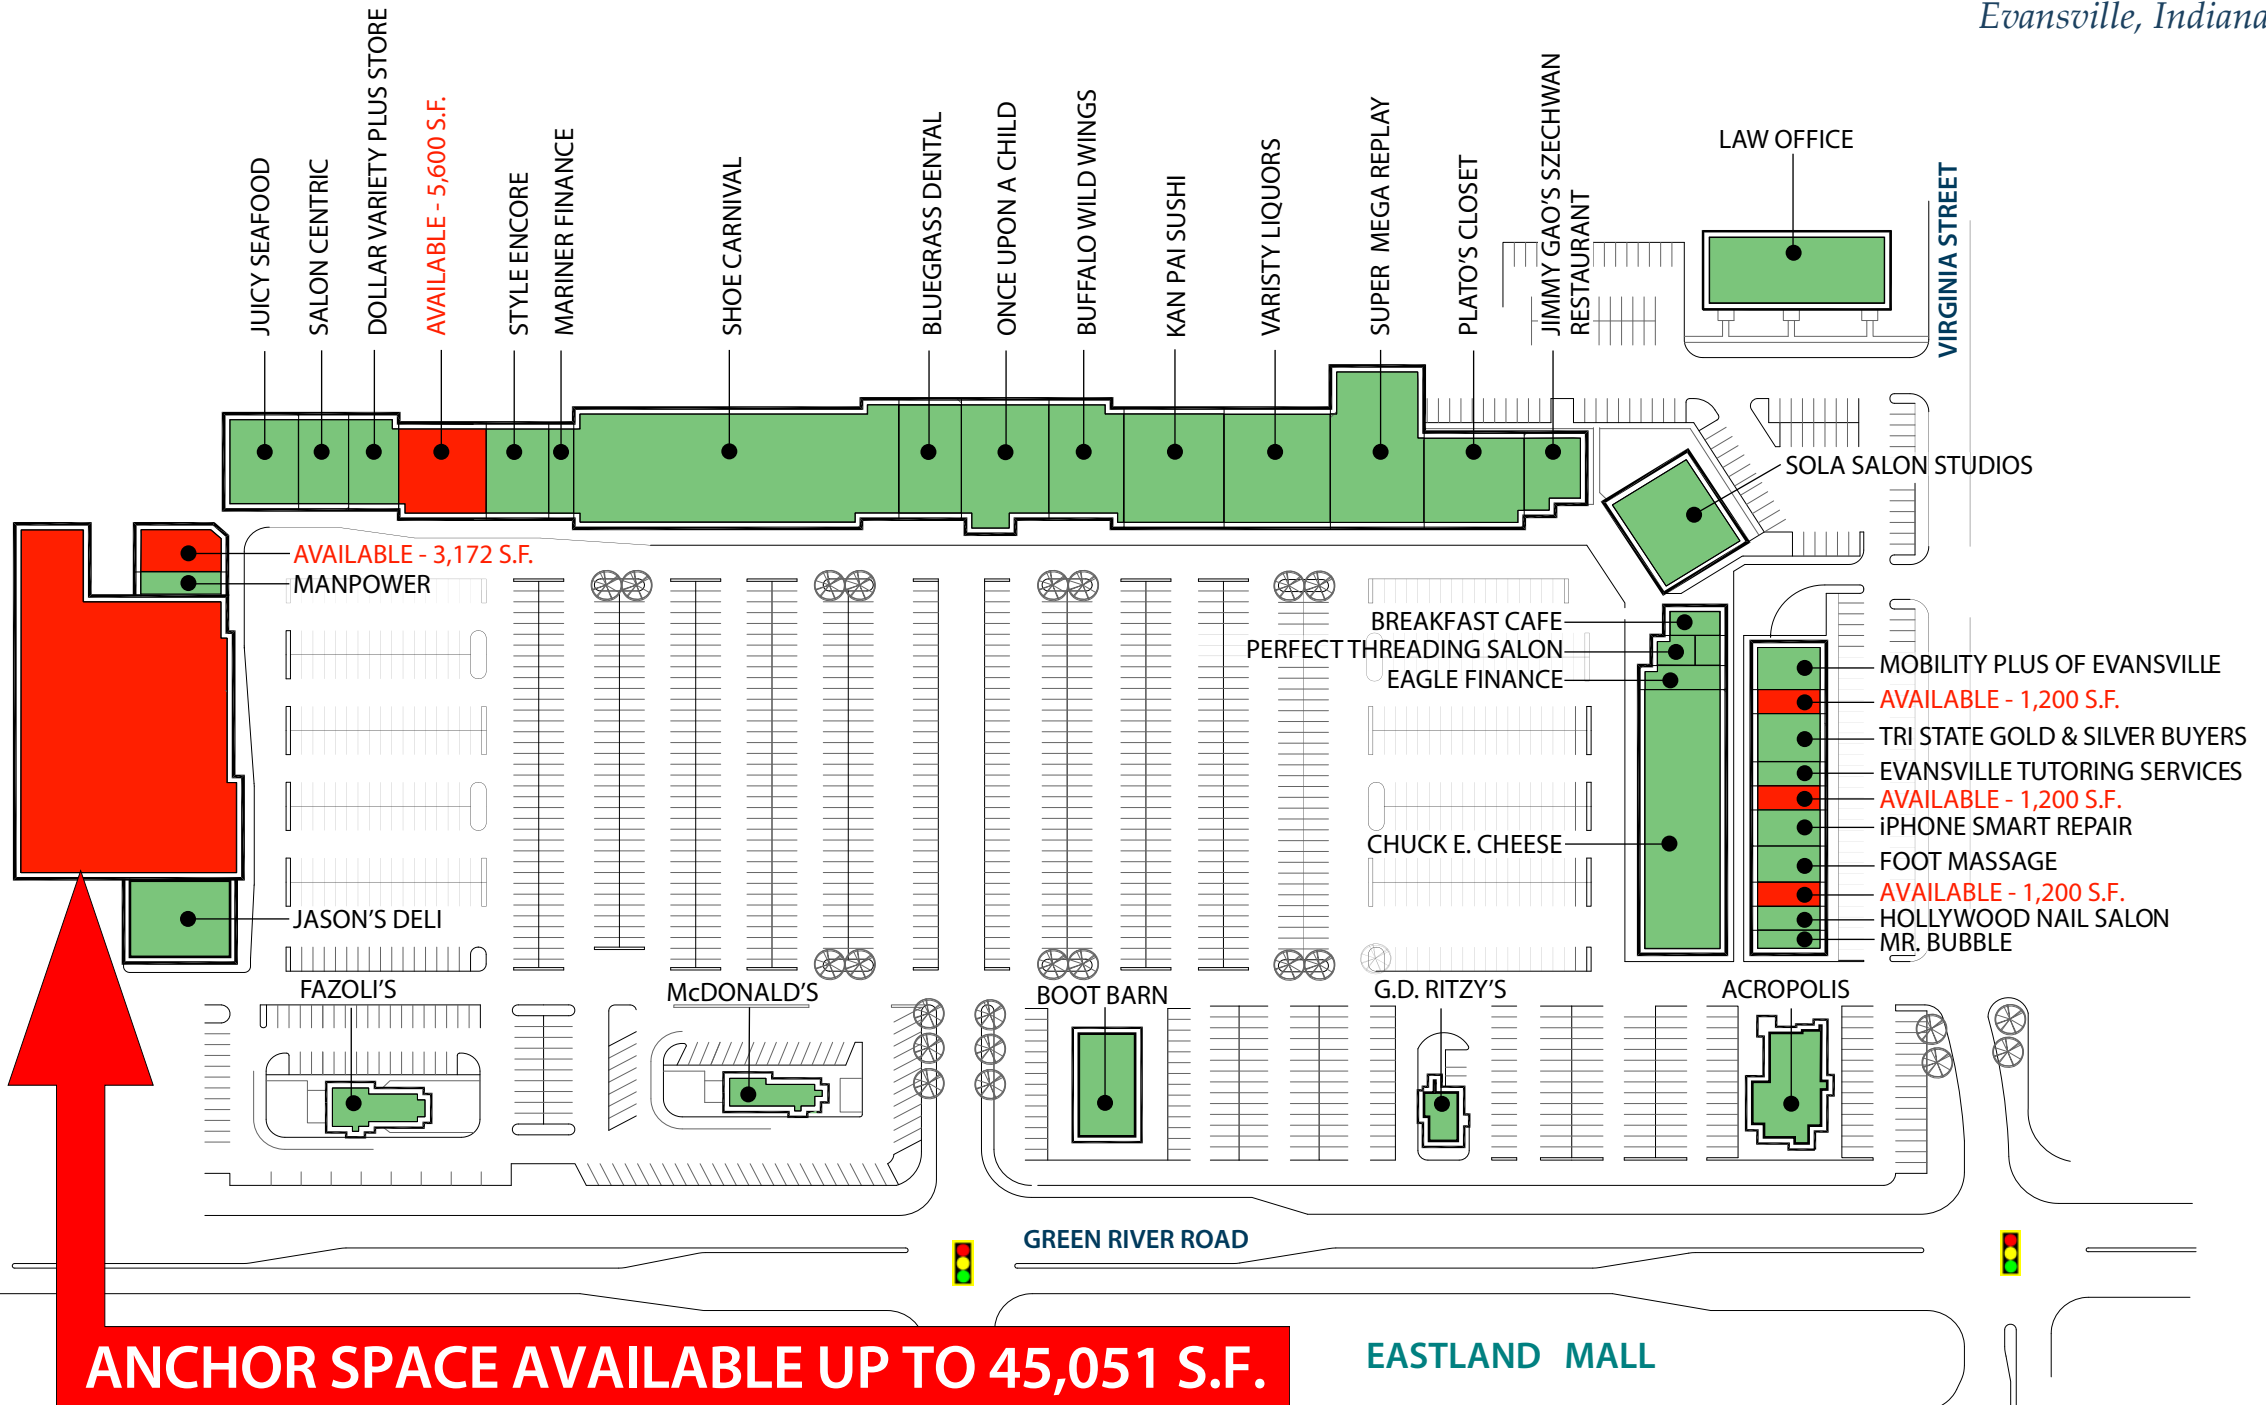 Evansville, Indiana
JUICY SEAFOOD
SALON CENTRIC
DOLLAR VARIETY PLUS STORE
AVAILABLE - 5,600 S.F.
STYLE ENCORE
MARINER FINANCE
SHOE CARNIVAL
BLUEGRASS DENTAL
ONCE UPON A CHILD
BUFFALO WILD WINGS
KAN PAI SUSHI
VARISTY LIQUORS
SUPER MEGA REPLAY
PLATO'S CLOSET
JIMMY GAO'S SZECHWAN
RESTAURANT
LAW OFFICE
VIRGINIA STREET
SOLA SALON STUDIOS
AVAILABLE - 3,172 S.F.
MANPOWER
BREAKFAST CAFE
PERFECT THREADING SALON
EAGLE FINANCE
CHUCK E. CHEESE
MOBILITY PLUS OF EVANSVILLE
AVAILABLE - 1,200 S.F.
TRI STATE GOLD & SILVER BUYERS
EVANSVILLE TUTORING SERVICES
AVAILABLE - 1,200 S.F.
iPHONE SMART REPAIR
FOOT MASSAGE
AVAILABLE - 1,200 S.F.
HOLLYWOOD NAIL SALON
MR. BUBBLE
JASON'S DELI
FAZOLI'S
McDONALD'S
BOOT BARN
G.D. RITZY'S
ACROPOLIS
GREEN RIVER ROAD
ANCHOR SPACE AVAILABLE UP TO 45,051 S.F.
EASTLAND MALL